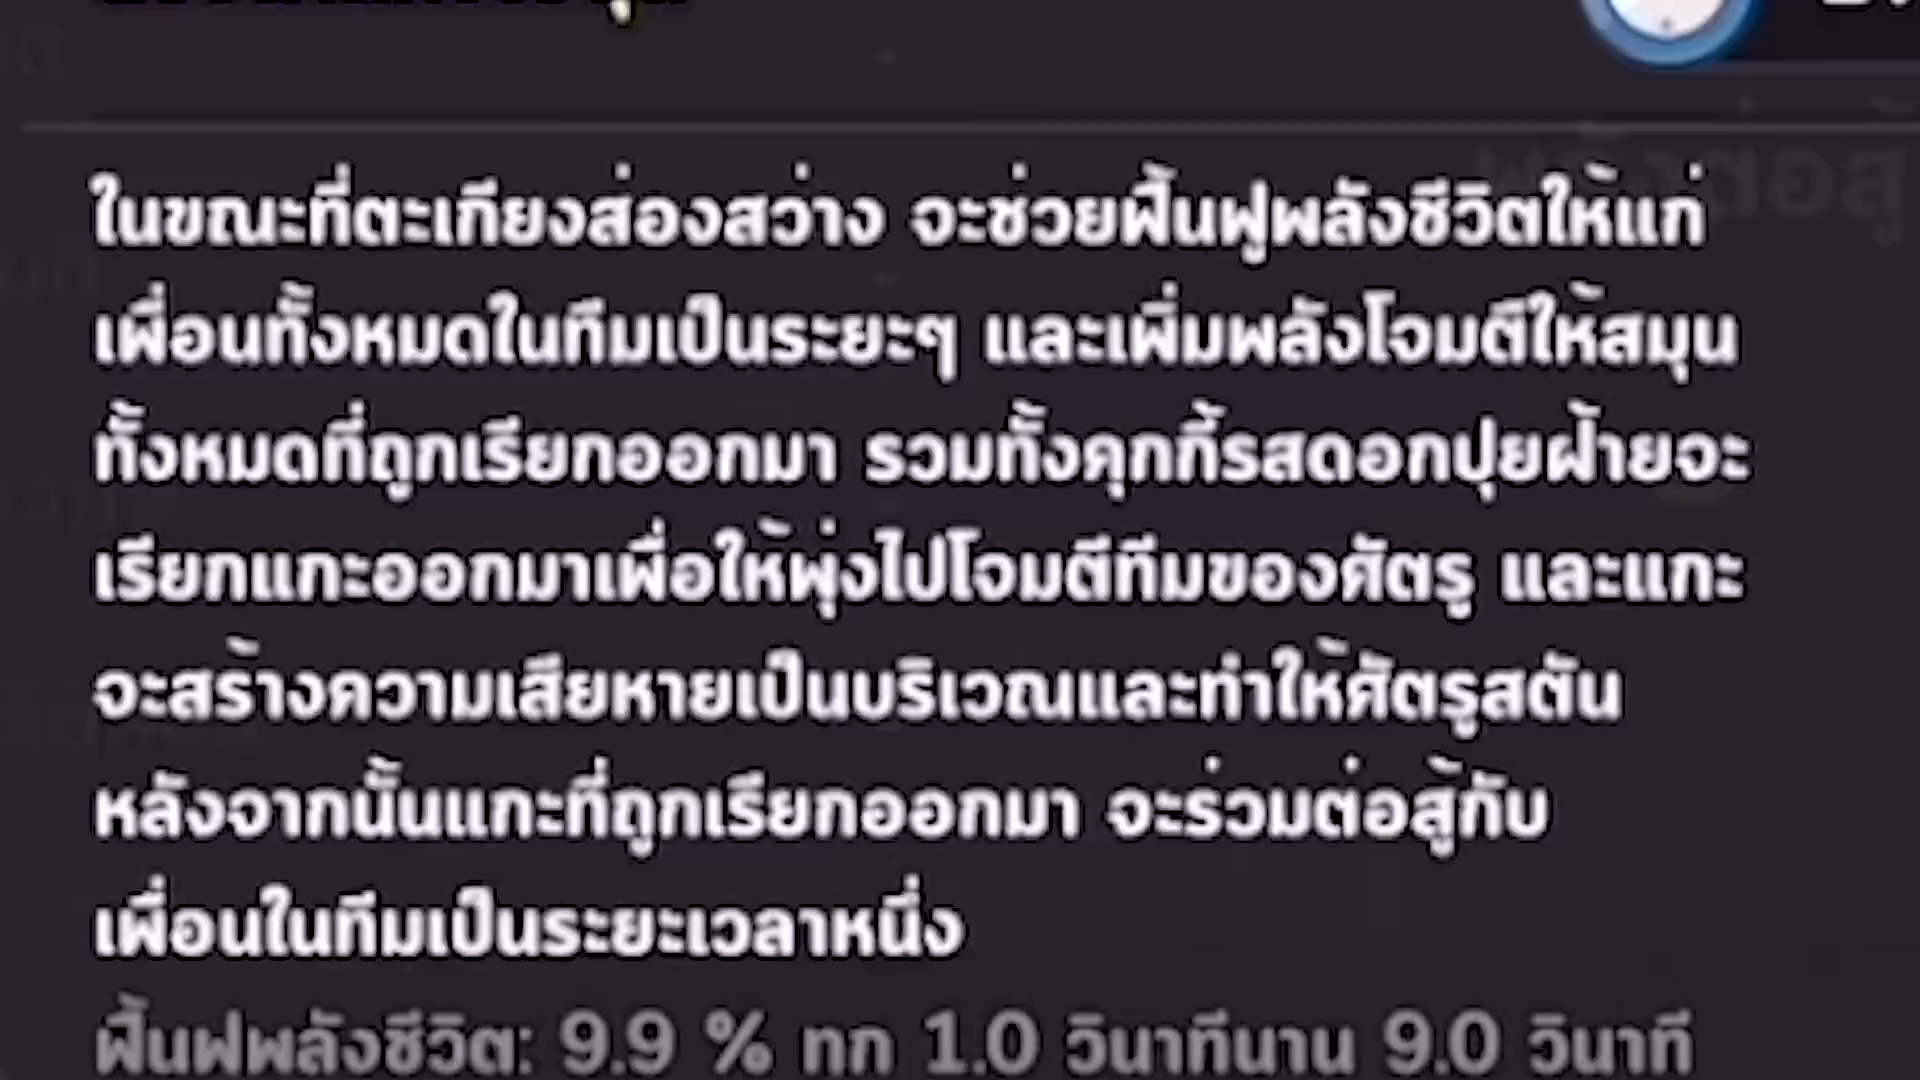 ในขณะที่ตะเกียงส่องสว่าง จะช่วยฟื้นฟูพลังชีวิตให้แก่
เพื่อนทั้งหมดในทีมเป็นระยะๆ และเพิ่มพลังโจมตีให้สมุน
ทั้งหมดที่ถูกเรียกออกมา รวมทั้งคุกกี้รสดอกปุยฝ้ายจะ
เรียกแกะออกมาเพื่อให้พุ่งไปโจมตีทีมของศัตรู และแกะ
จะสร้างความเสียหายเป็นบริเวณและทำให้ศัตรูสตัน
หลังจากนั้นแกะที่ถูกเรียกออกมา จะร่วมต่อสู้กับ
เพื่อนในทีมเป็นระยะเวลาหนึ่ง
ฟื้นฟูพลังชีวิต: 9.9 % ทุก 1.0 วินาทีนาน 9.0 วินาที